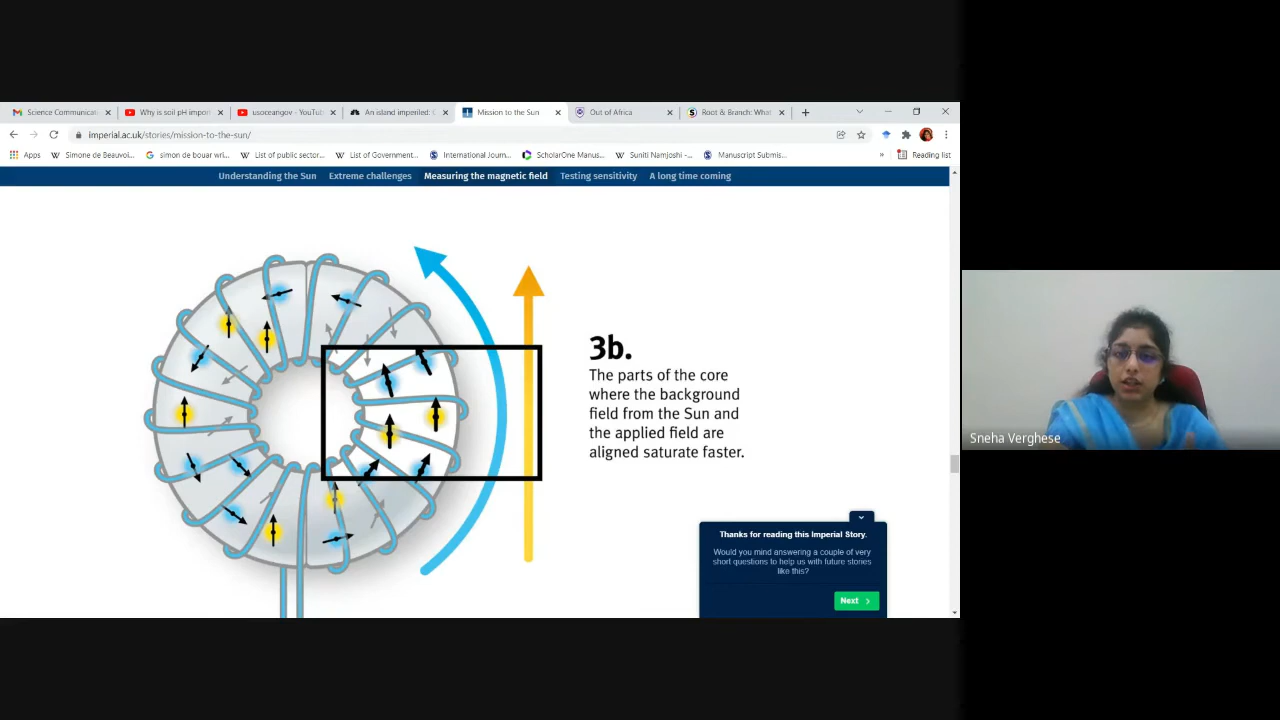 Science Communicati
Why is soil pH impor
usoceangov - YouTu
An island imperiled:
Mission to the Sun
Out of Africa
Root & Branch: What
imperial.ac.uk/stories/mission-to-the-sun/
Apps
Simone de Beauvoi...
simon de bouar wri...
List of public sector...
List of Government...
International Journ...
ScholarOne Manus...
Suniti Namjoshi -...
Manuscript Submis...
»
Reading list
Understanding the Sun
Extreme challenges
Measuring the magnetic field
Testing sensitivity
A long time coming
3b.
The parts of the core
where the background
field from the Sun and
the applied field are
aligned saturate faster.
Thanks for reading this Imperial Story.
Would you mind answering a couple of very
short questions to help us with future stories
like this?
Next
Sneha Verghese